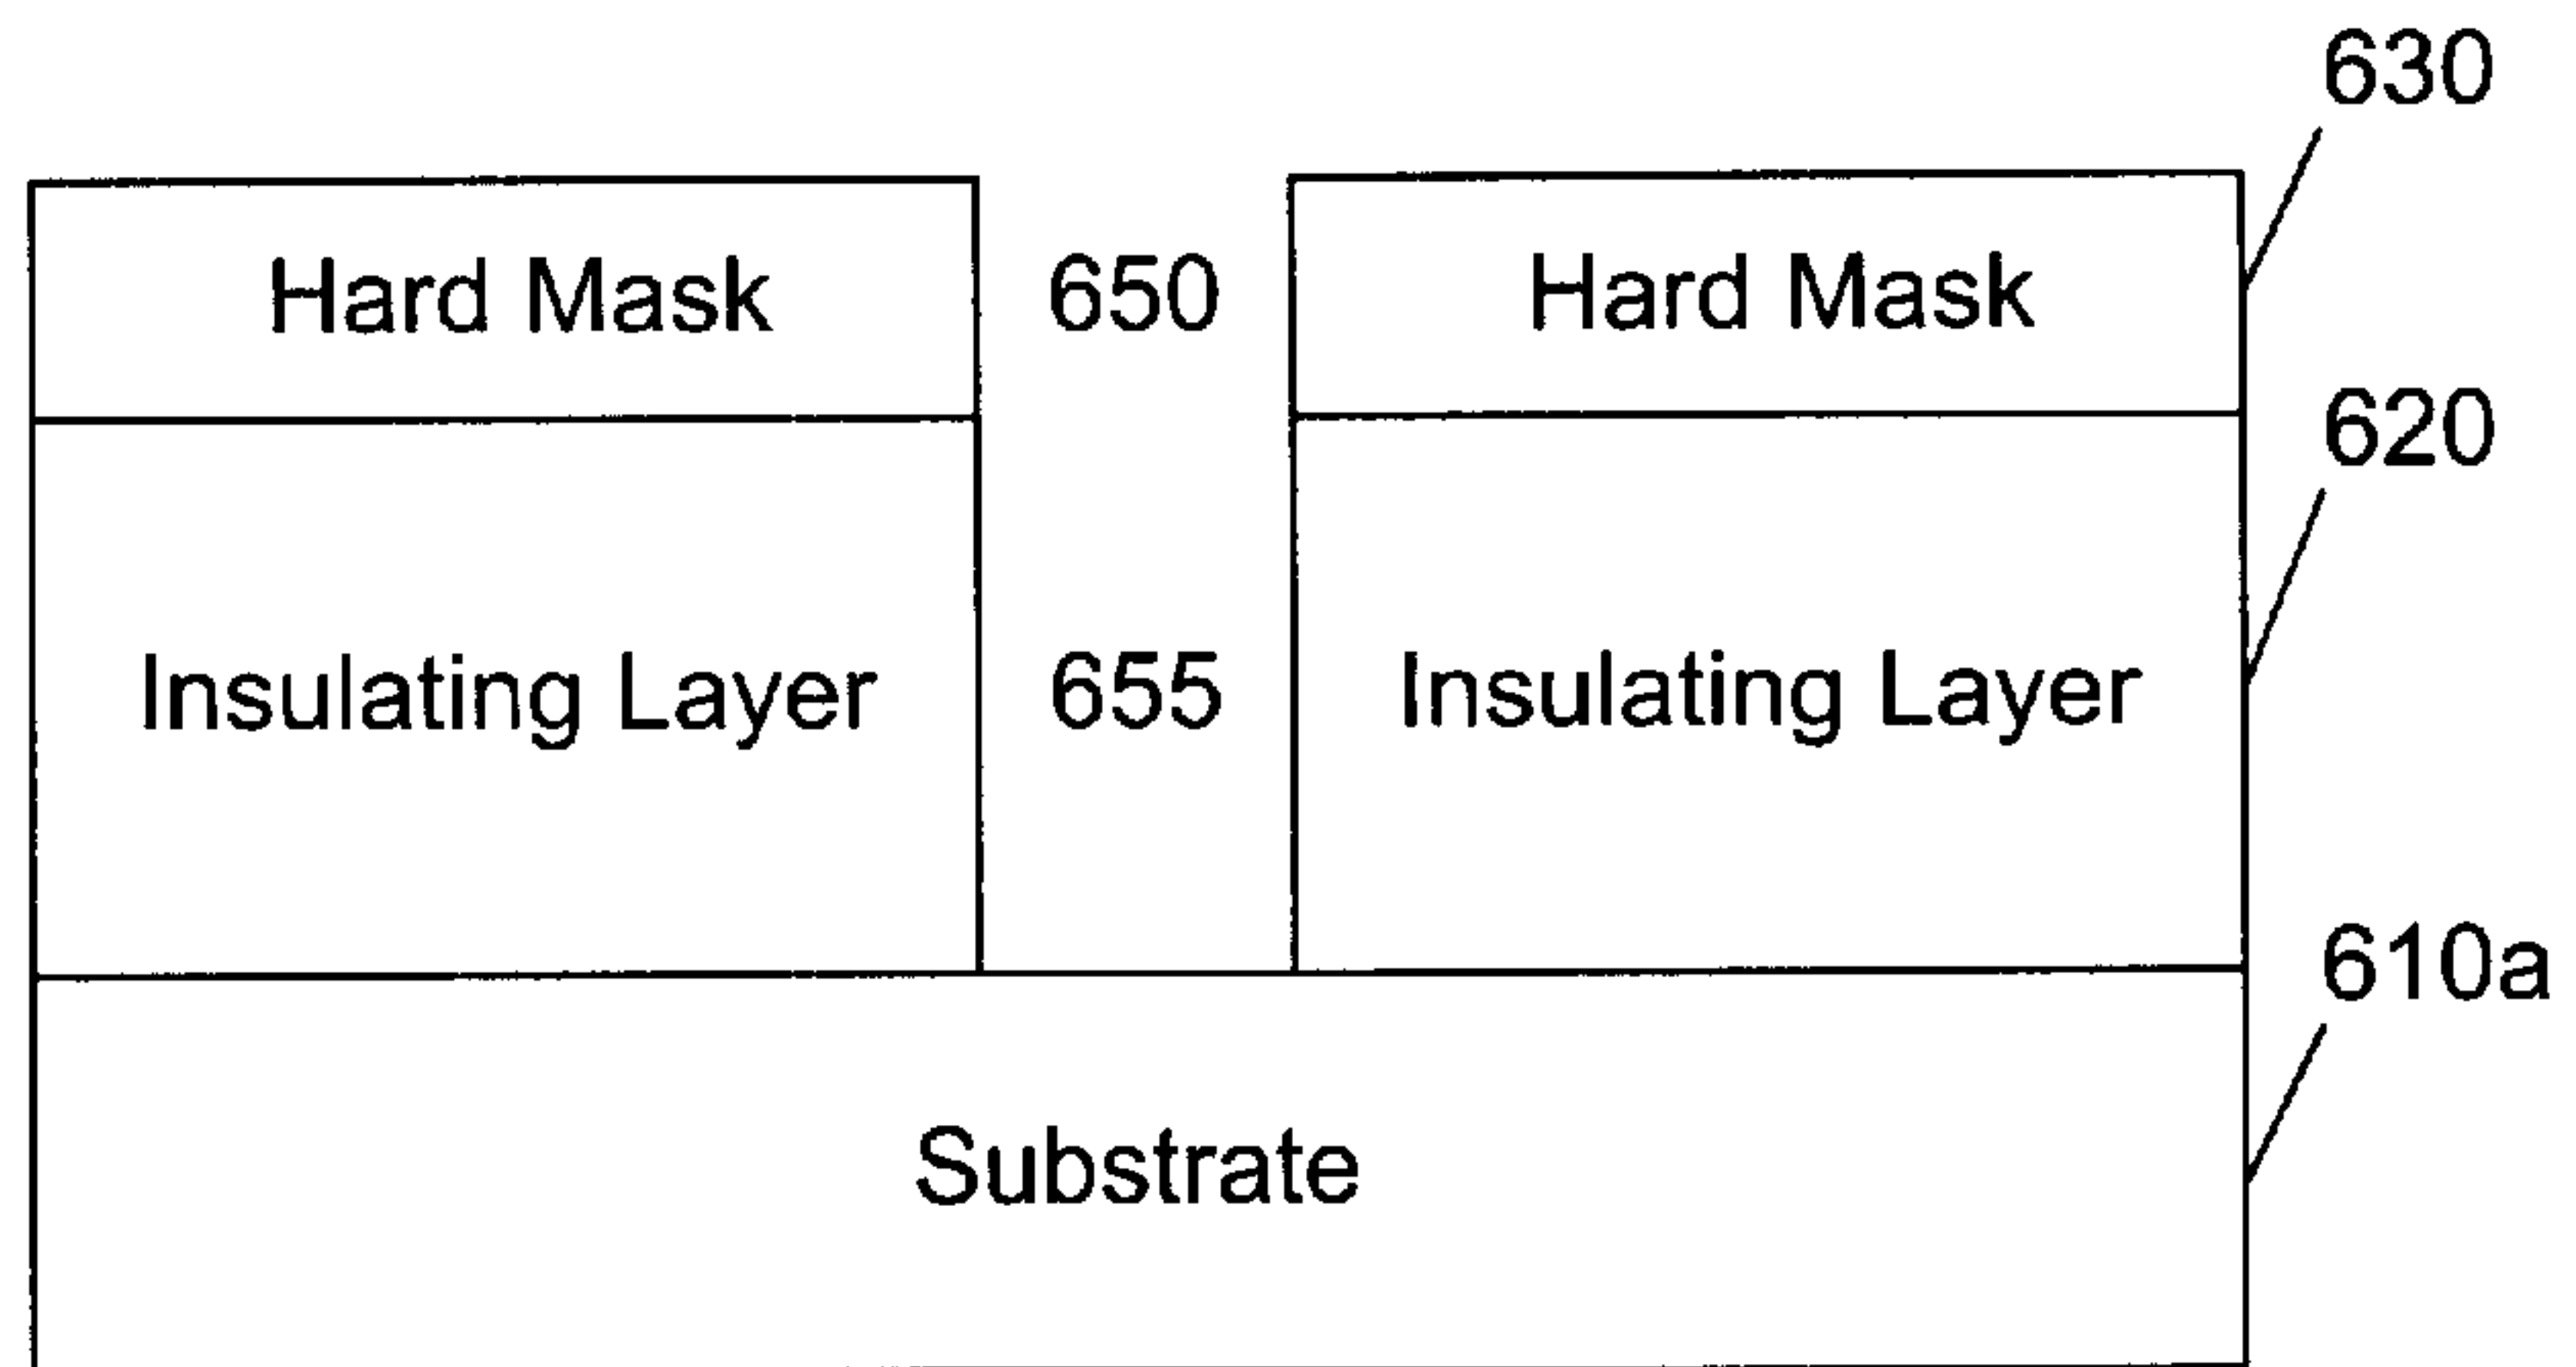 630
Hard Mask
650
Hard Mask
620
Insulating Layer
655
Insulating Layer
610a
Substrate